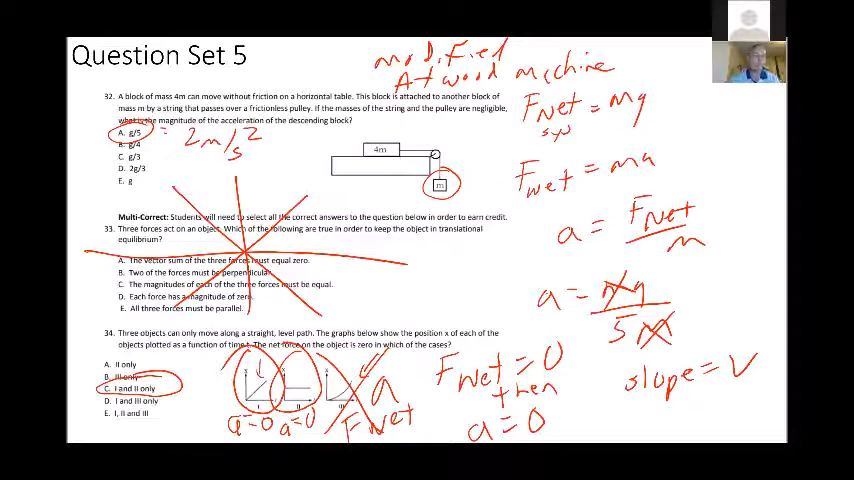 Question Set 5
modified
Atwood machine
32. A block of mass 4m can move without friction on a horizontal table. This block is attached to another block of
mass m by a string that passes over a frictionless pulley. If the masses of the string and the pulley are negligible,
what is the magnitude of the acceleration of the descending block?
A. g/5 = 2m/s²
B. g/4
C. g/3
D. 2g/3
E. g
4m
m
Fnet = mg
sys
Fnet = ma
a = Fnet
m
a = mg
5m
Multi-Correct: Students will need to select all the correct answers to the question below in order to earn credit.
33. Three forces act on an object. Which of the following are true in order to keep the object in translational
equilibrium?
A. The vector sum of the three forces must equal zero.
B. Two of the forces must be perpendicular.
C. The magnitudes of each of the three forces must be equal.
D. Each force has a magnitude of zero.
E. All three forces must be parallel.
34. Three objects can only move along a straight, level path. The graphs below show the position x of each of the
objects plotted as a function of time t. The net force on the object is zero in which of the cases?
A. II only
B. III only
C. I and II only
D. I and III only
E. I, II and III
x
x
x
II
III
a=0
a=0
a
Fnet
Fnet = 0
then
a = 0
slope = v